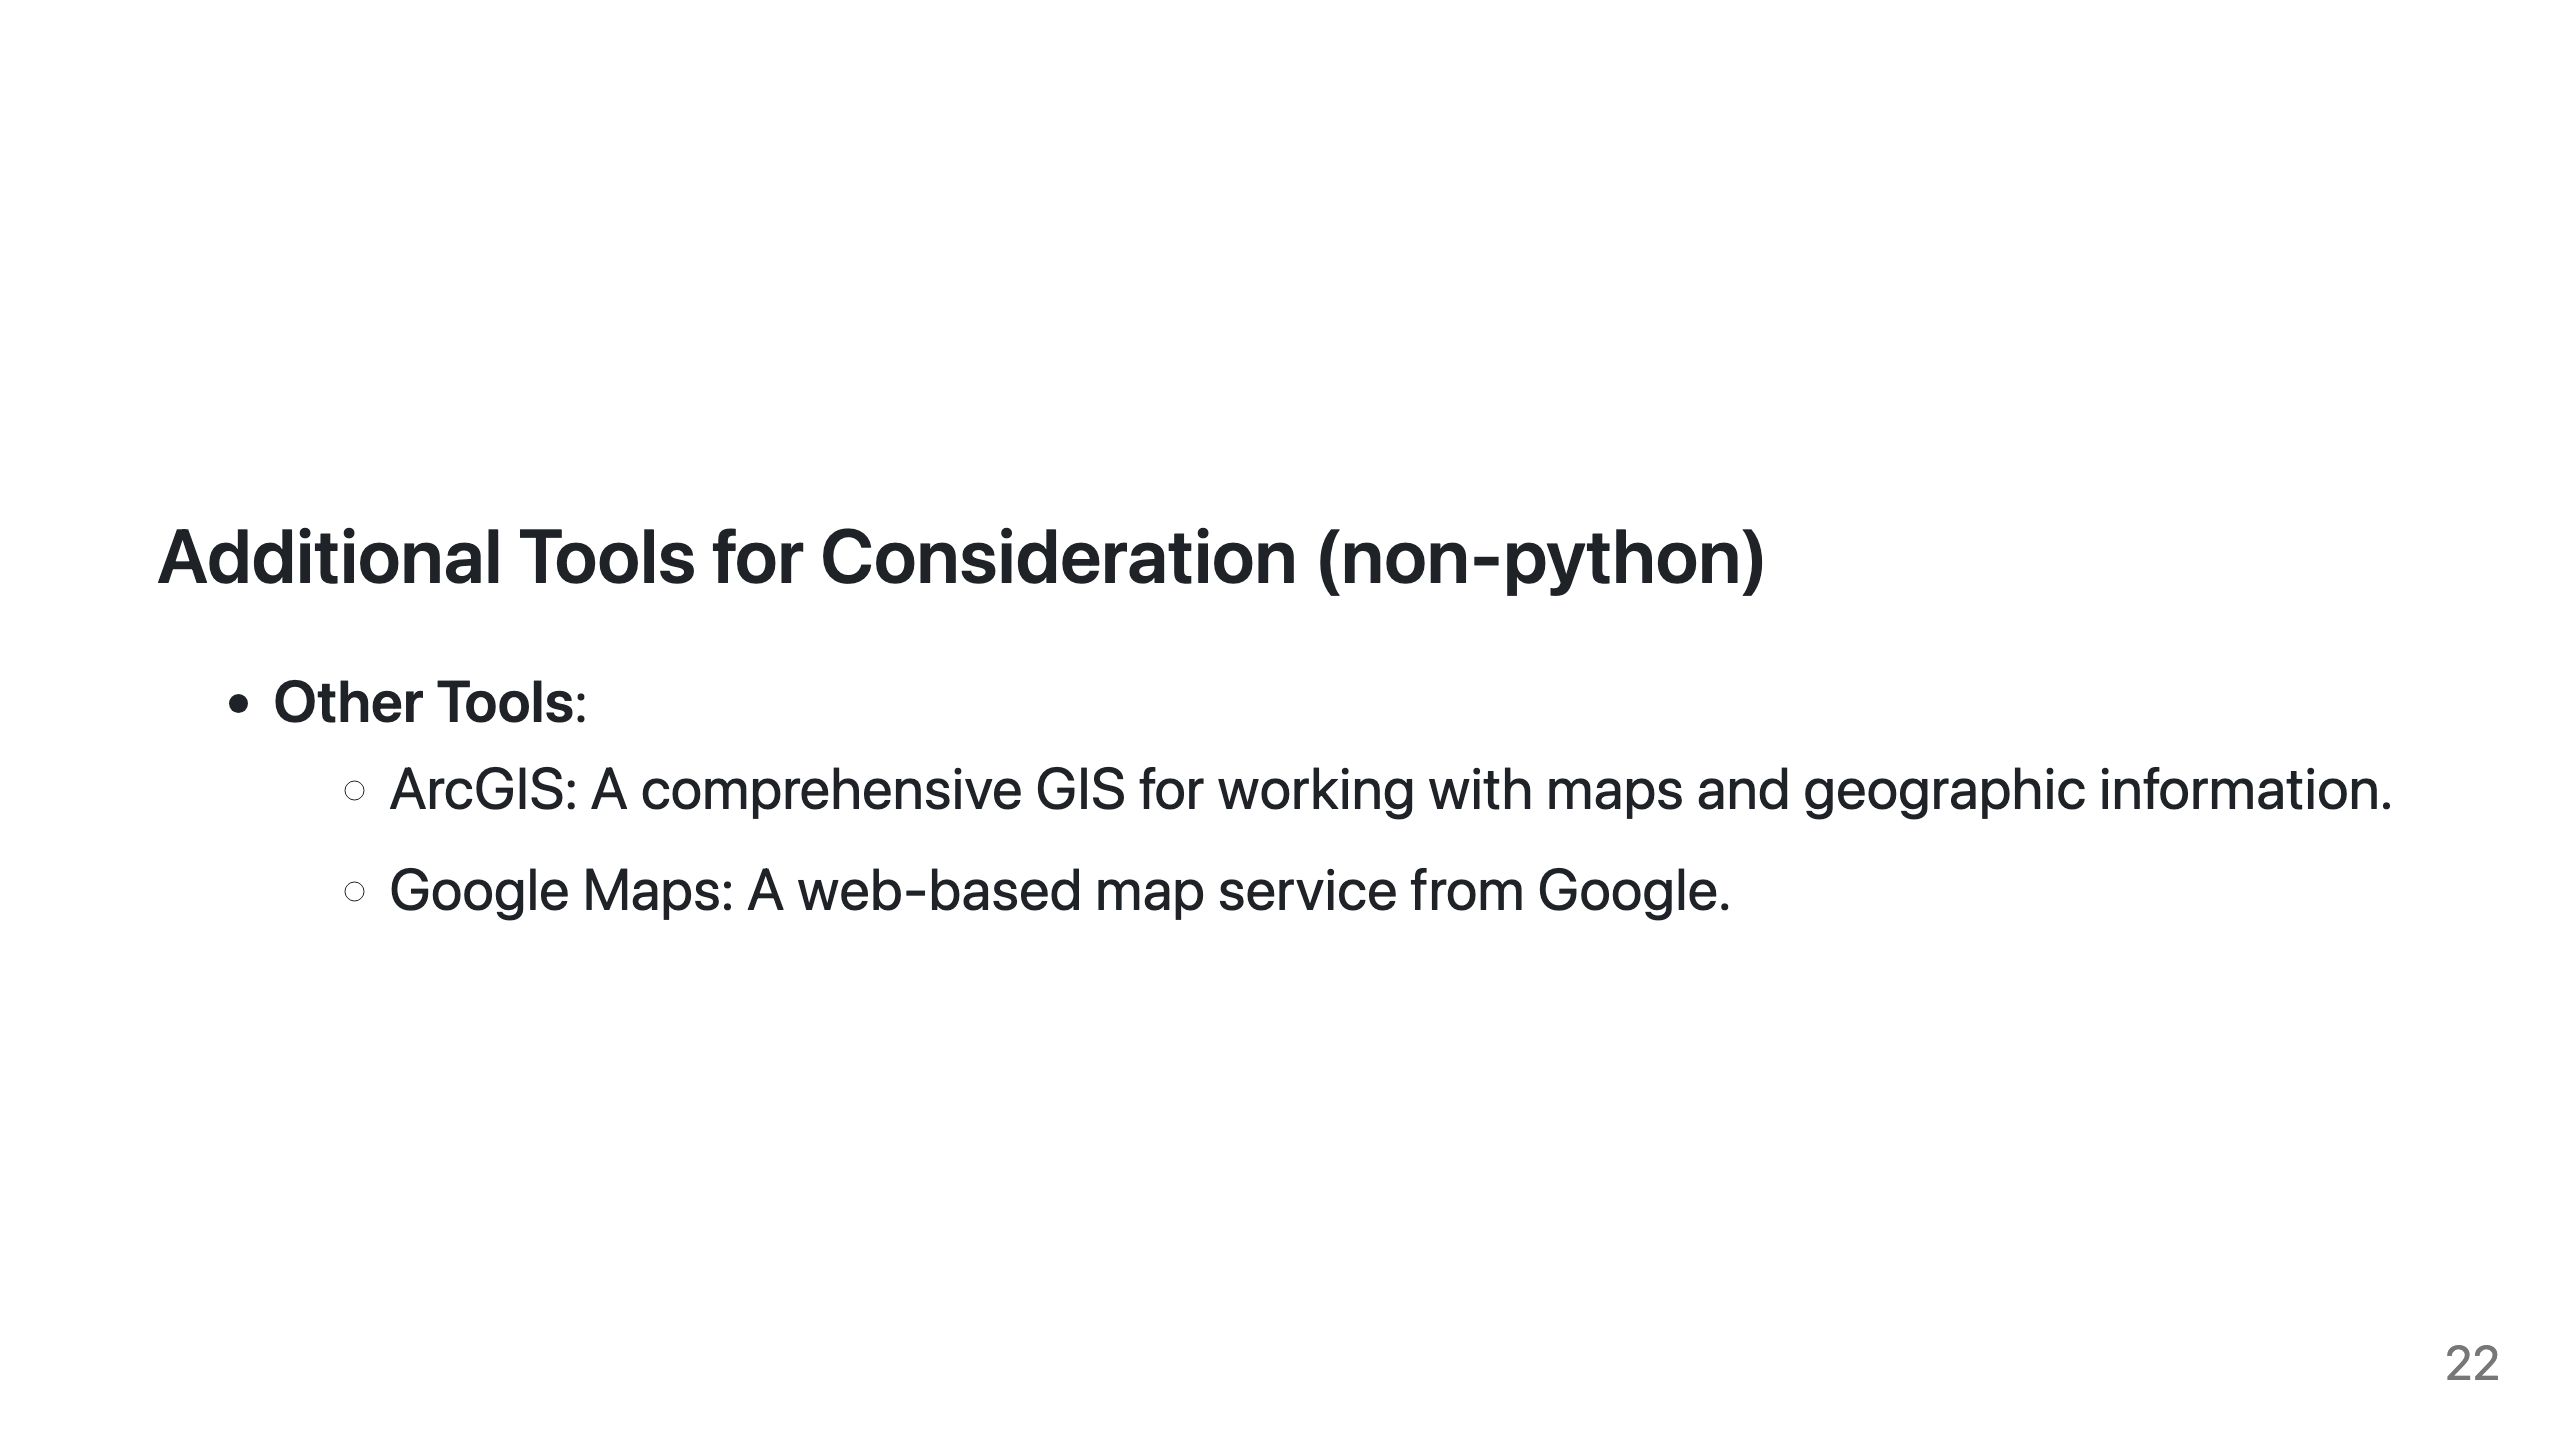 Additional Tools for Consideration (non-python)
• Other Tools:
○ ArcGIS: A comprehensive GIS for working with maps and geographic information.
○ Google Maps: A web-based map service from Google.
22